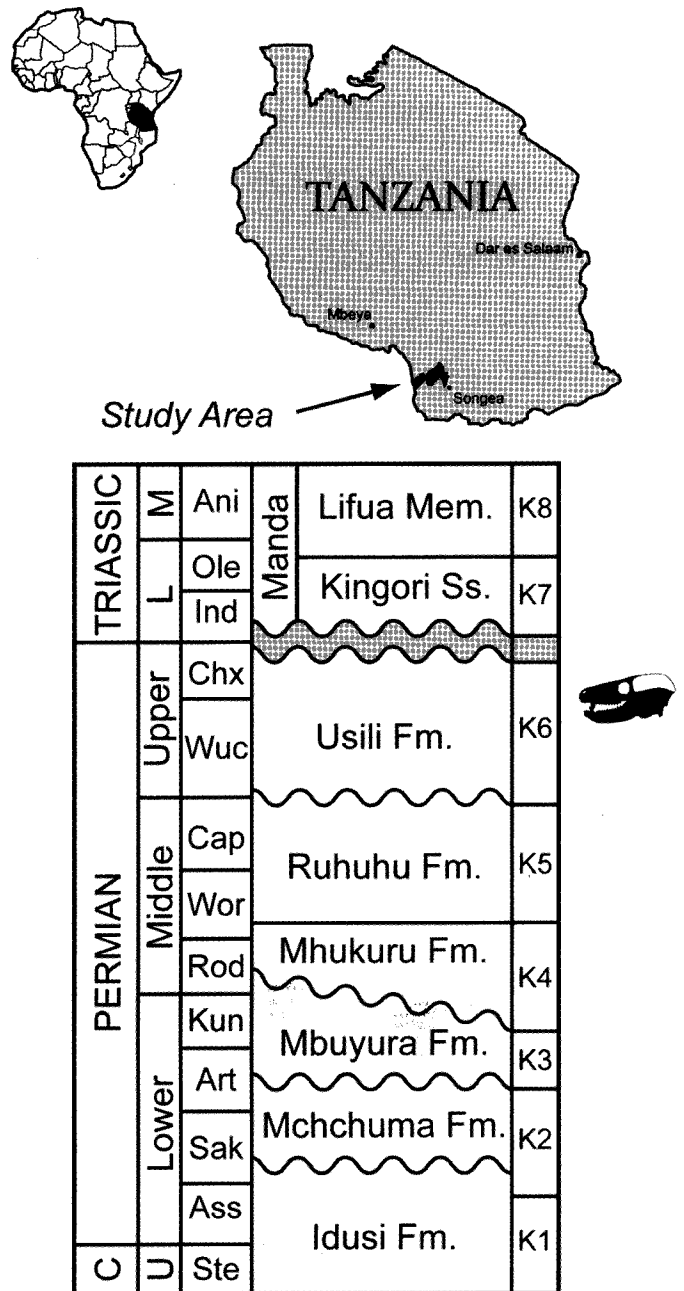 TANZANIA
Dar es Salaam
Mbeya
Songea
Study Area
TRIASSIC
M
L
Ani
Ole
Ind
Manda
Lifua Mem.
Kingori Ss.
K8
K7
PERMIAN
Upper
Chx
Wuc
Usili Fm.
K6
Middle
Cap
Wor
Rod
Ruhuhu Fm.
K5
Mhukuru Fm.
K4
Lower
Kun
Art
Sak
Ass
Mbuyura Fm.
K3
Mchchuma Fm.
K2
Idusi Fm.
K1
C
U
Ste